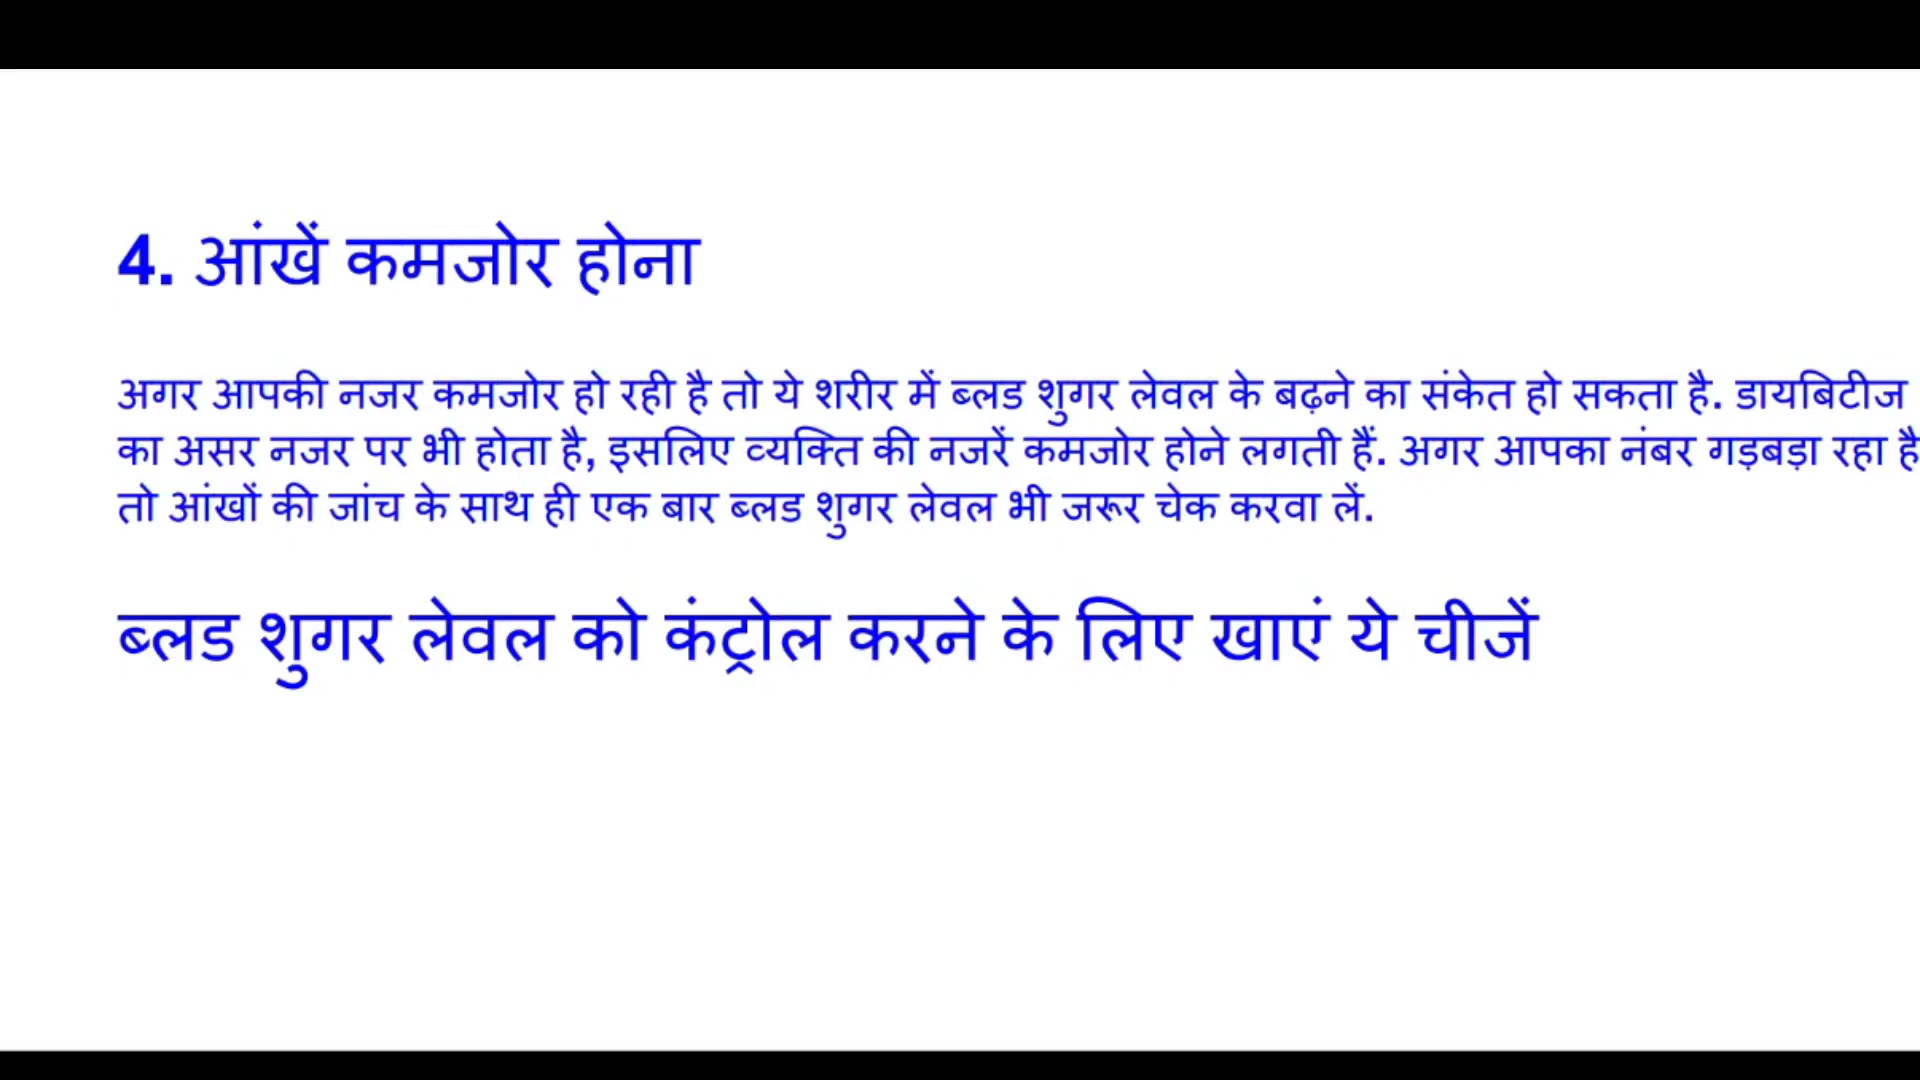 4. आंखें कमजोर होना
अगर आपकी नजर कमजोर हो रही है तो ये शरीर में ब्लड शुगर लेवल के बढ़ने का संकेत हो सकता है. डायबिटीज
का असर नजर पर भी होता है, इसलिए व्यक्ति की नजरें कमजोर होने लगती हैं. अगर आपका नंबर गड़बड़ा रहा है
तो आंखों की जांच के साथ ही एक बार ब्लड शुगर लेवल भी जरूर चेक करवा लें.
ब्लड शुगर लेवल को कंट्रोल करने के लिए खाएं ये चीजें